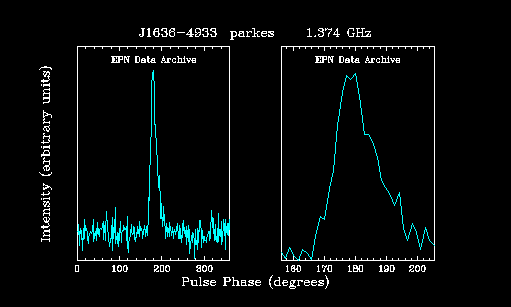 J1636-4933 parkes 1.374 GHz
EPN Data Archive
EPN Data Archive
Intensity (arbitrary units)
0 100 200 300
160 170 180 190 200
Pulse Phase (degrees)